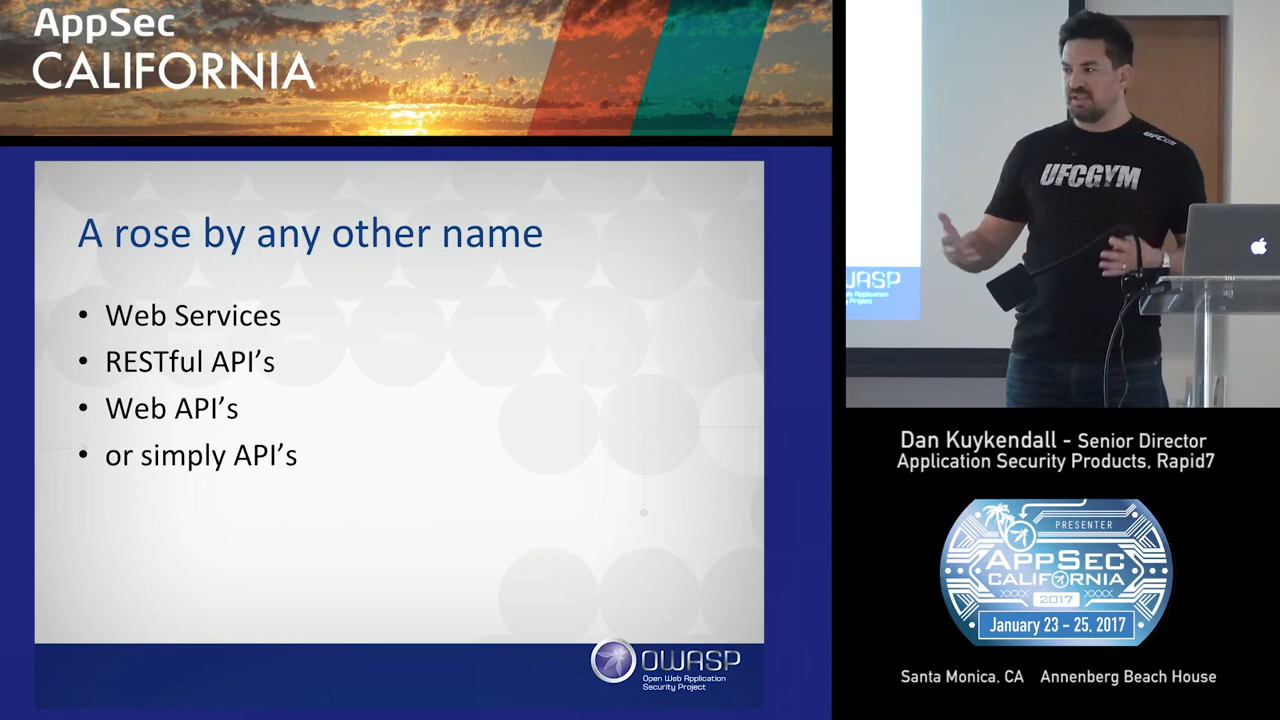 AppSec
CALIFORNIA
A rose by any other name
• Web Services
• RESTful API’s
• Web API’s
• or simply API’s
OWASP
Open Web Application
Security Project
UFCGYM
UFCGYM
Dan Kuykendall - Senior Director
Application Security Products, Rapid7
PRESENTER
APPSEC
CALIFORNIA
2017
January 23 - 25, 2017
Santa Monica, CA Annenberg Beach House